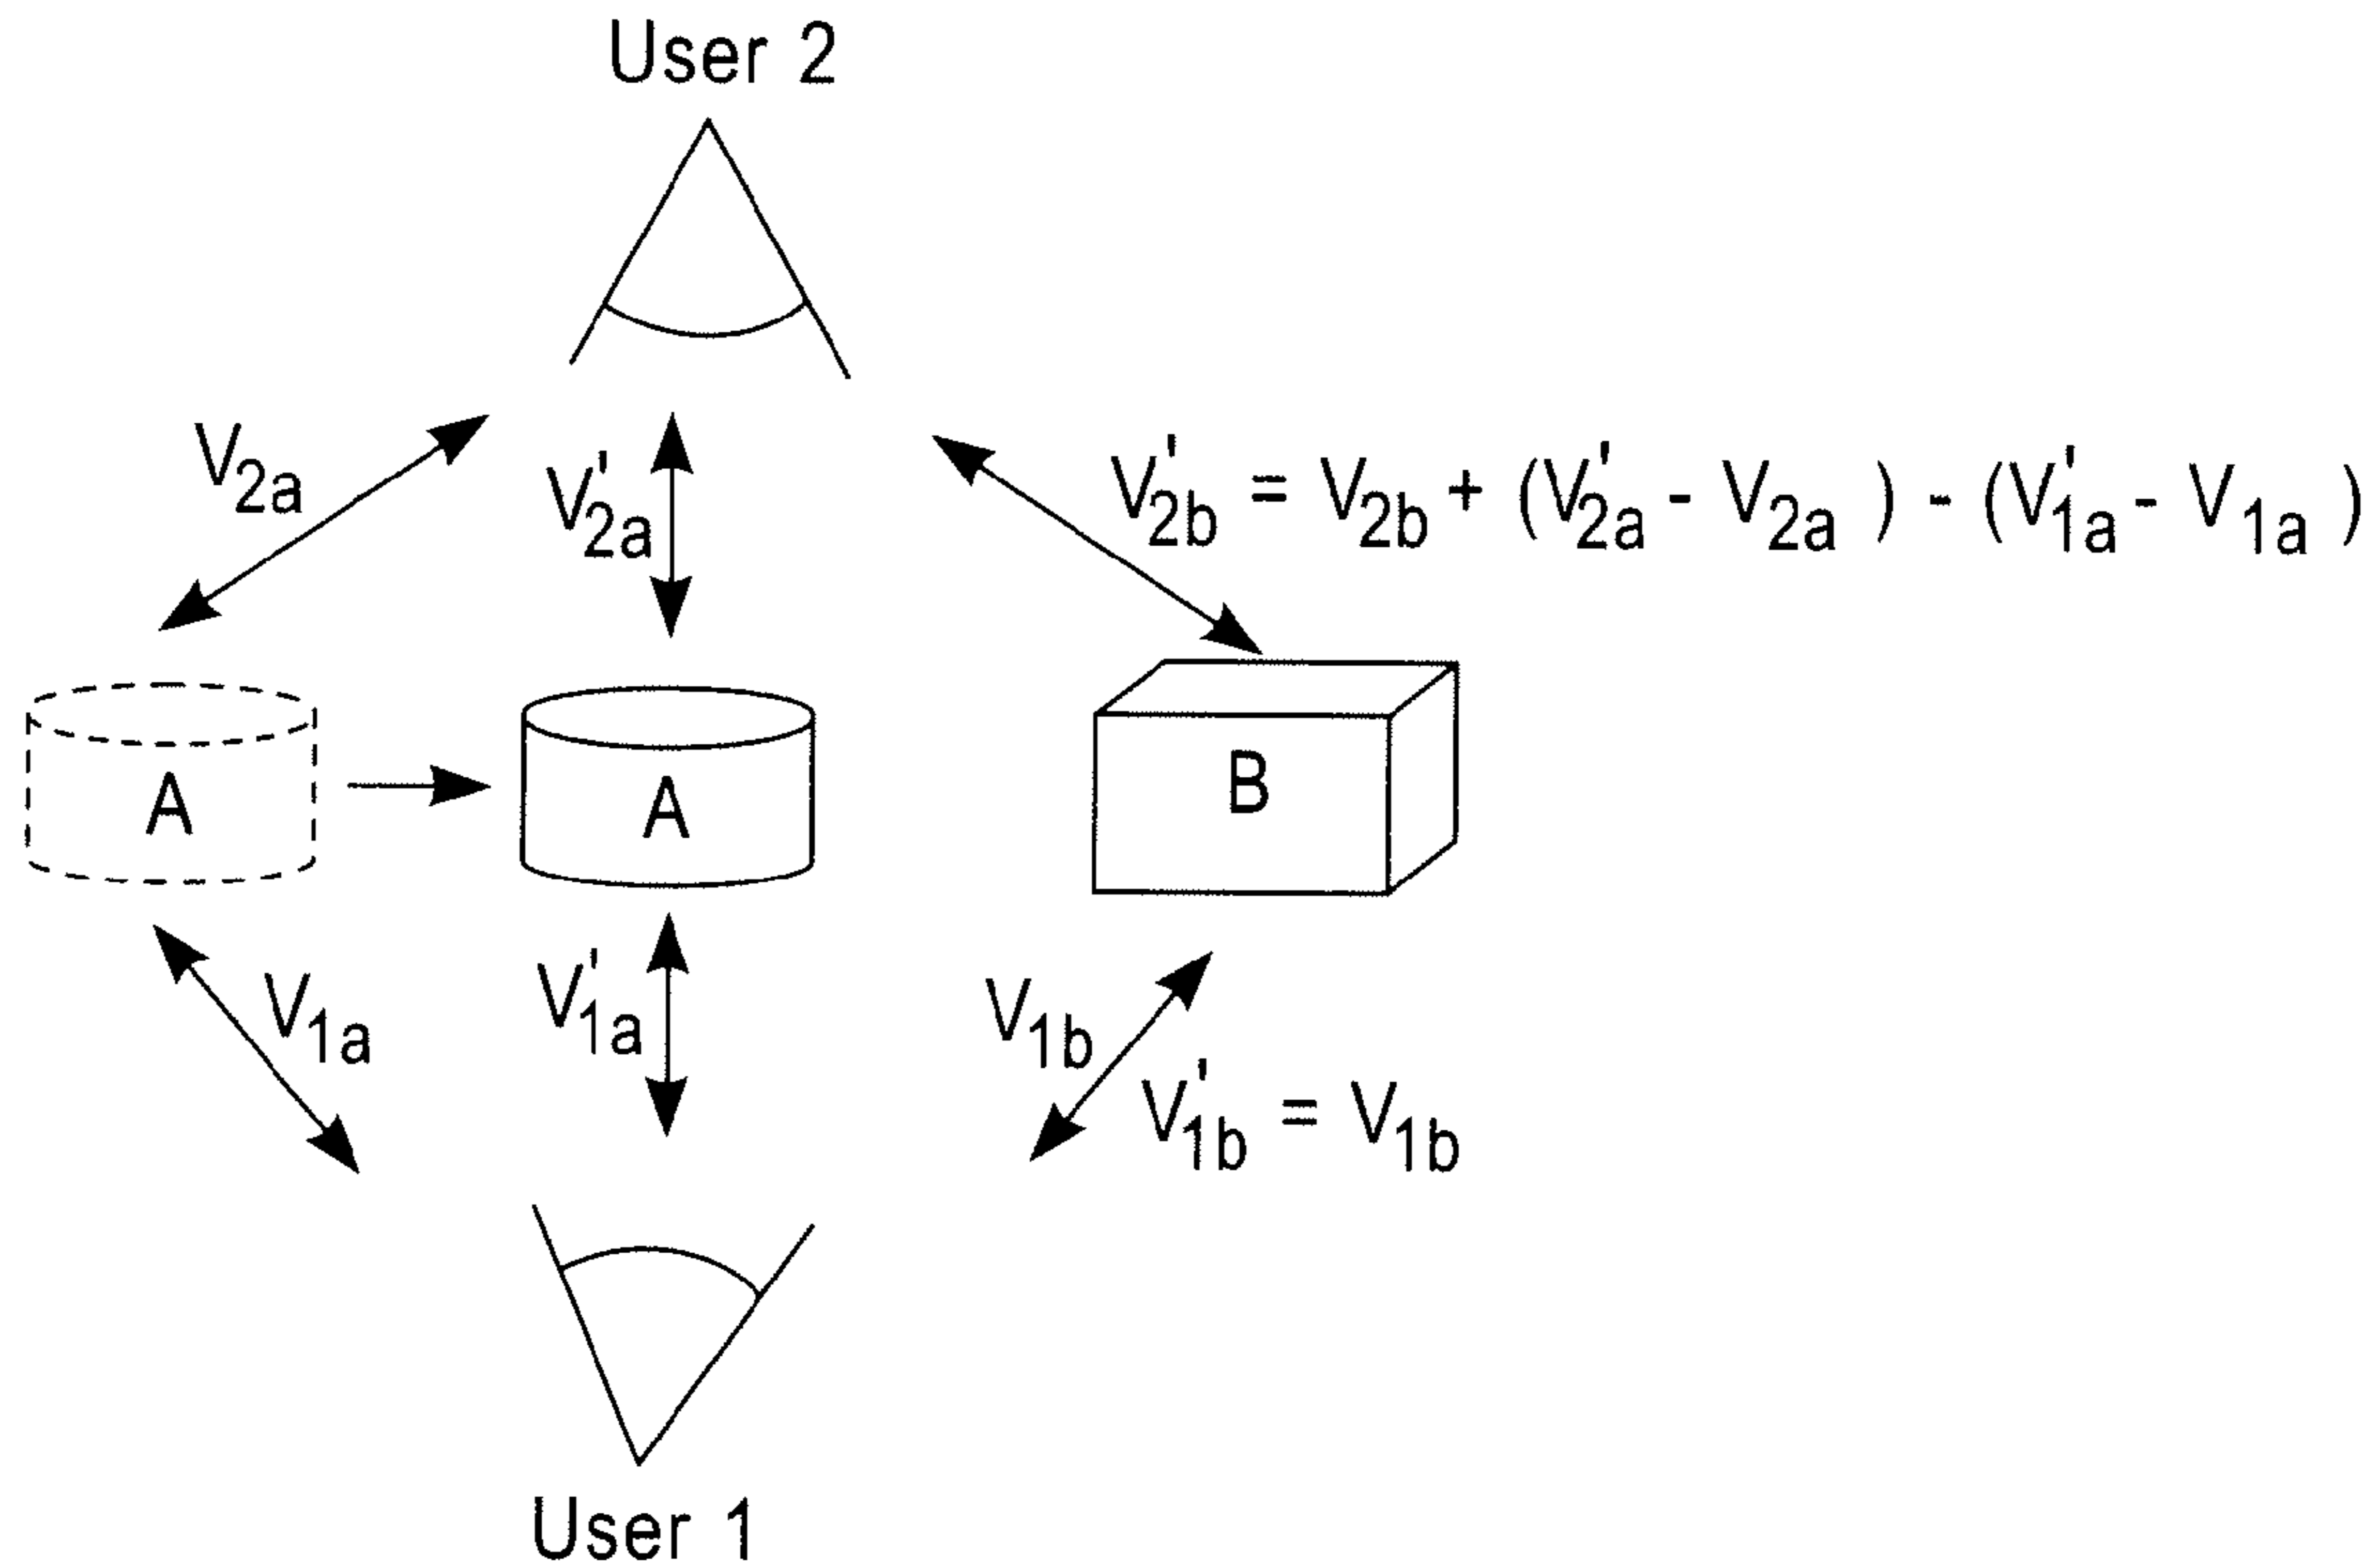 User 2
V2a
V'2a
V'2b = V2b + (V'2a - V2a ) - (V'1a - V1a )
A
A
B
V1a
V'1a
V1b
V'1b = V1b
User 1